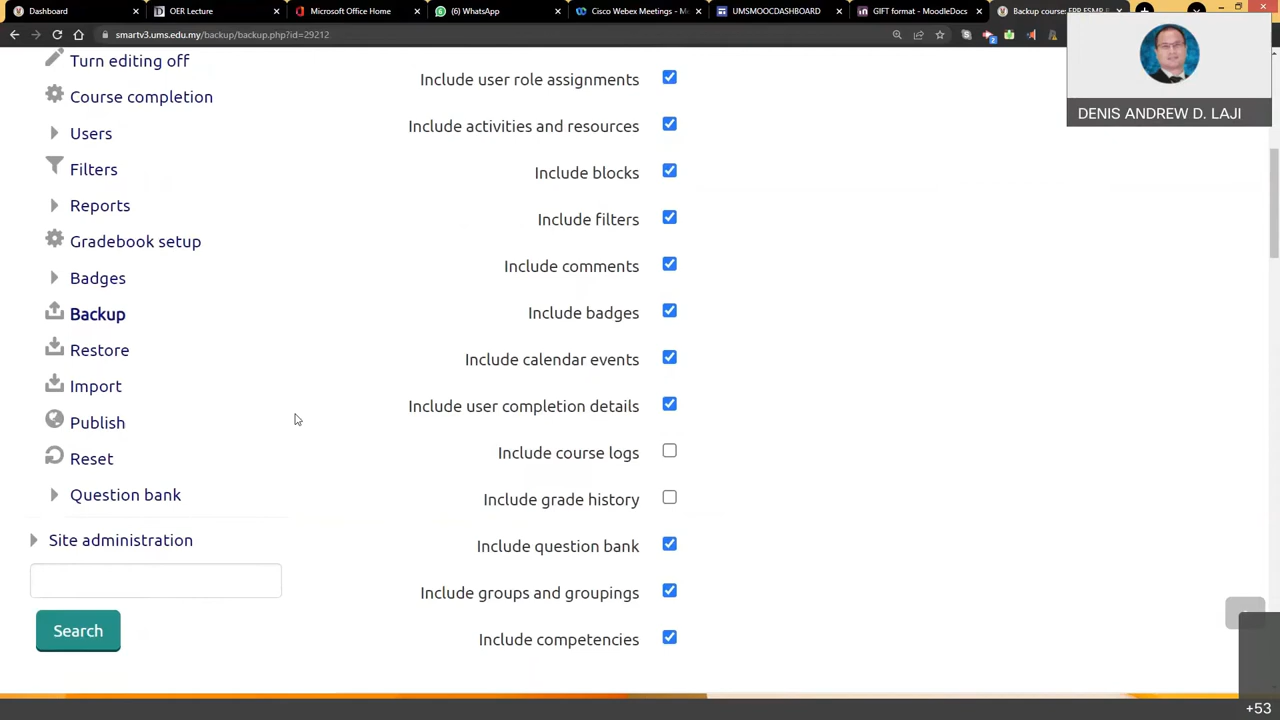 Dashboard
OER Lecture
Microsoft Office Home
(6) WhatsApp
Cisco Webex Meetings - M
UMSMOOCDASHBOARD
GIFT format - MoodleDocs
Backup course: EPP ESMP
smartv3.ums.edu.my/backup/backup.php?id=29212
DENIS ANDREW D. LAJI
Turn editing off
Course completion
Users
Filters
Reports
Gradebook setup
Badges
Backup
Restore
Import
Publish
Reset
Question bank
Site administration
Search
Include user role assignments
Include activities and resources
Include blocks
Include filters
Include comments
Include badges
Include calendar events
Include user completion details
Include course logs
Include grade history
Include question bank
Include groups and groupings
Include competencies
+53